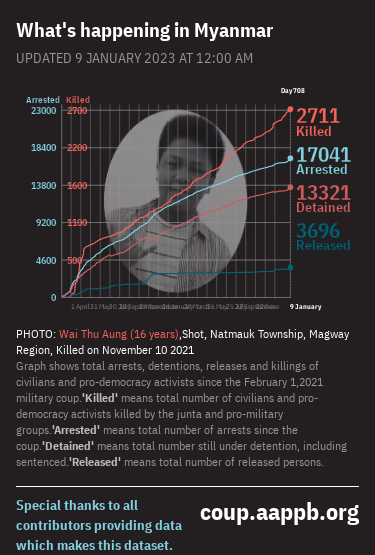 What's happening in Myanmar
UPDATED 9 JANUARY 2023 AT 12:00 AM
Day708
Arrested Killed
23000 2700
2711
Killed
18400 2200
17041
Arrested
13800 1600
13321
Detained
9200 1100
3696
Released
4600 500
0
9 January
PHOTO: Wai Thu Aung (16 years),Shot, Natmauk Township, Magway
Region, Killed on November 10 2021
Graph shows total arrests, detentions, releases and killings of
civilians and pro-democracy activists since the February 1,2021
military coup.'Killed' means total number of civilians and pro-
democracy activists killed by the junta and pro-military
groups.'Arrested' means total number of arrests since the
coup.'Detained' means total number still under detention, including
sentenced.'Released' means total number of released persons.
Special thanks to all
contributors providing data
which makes this dataset.
coup.aappb.org